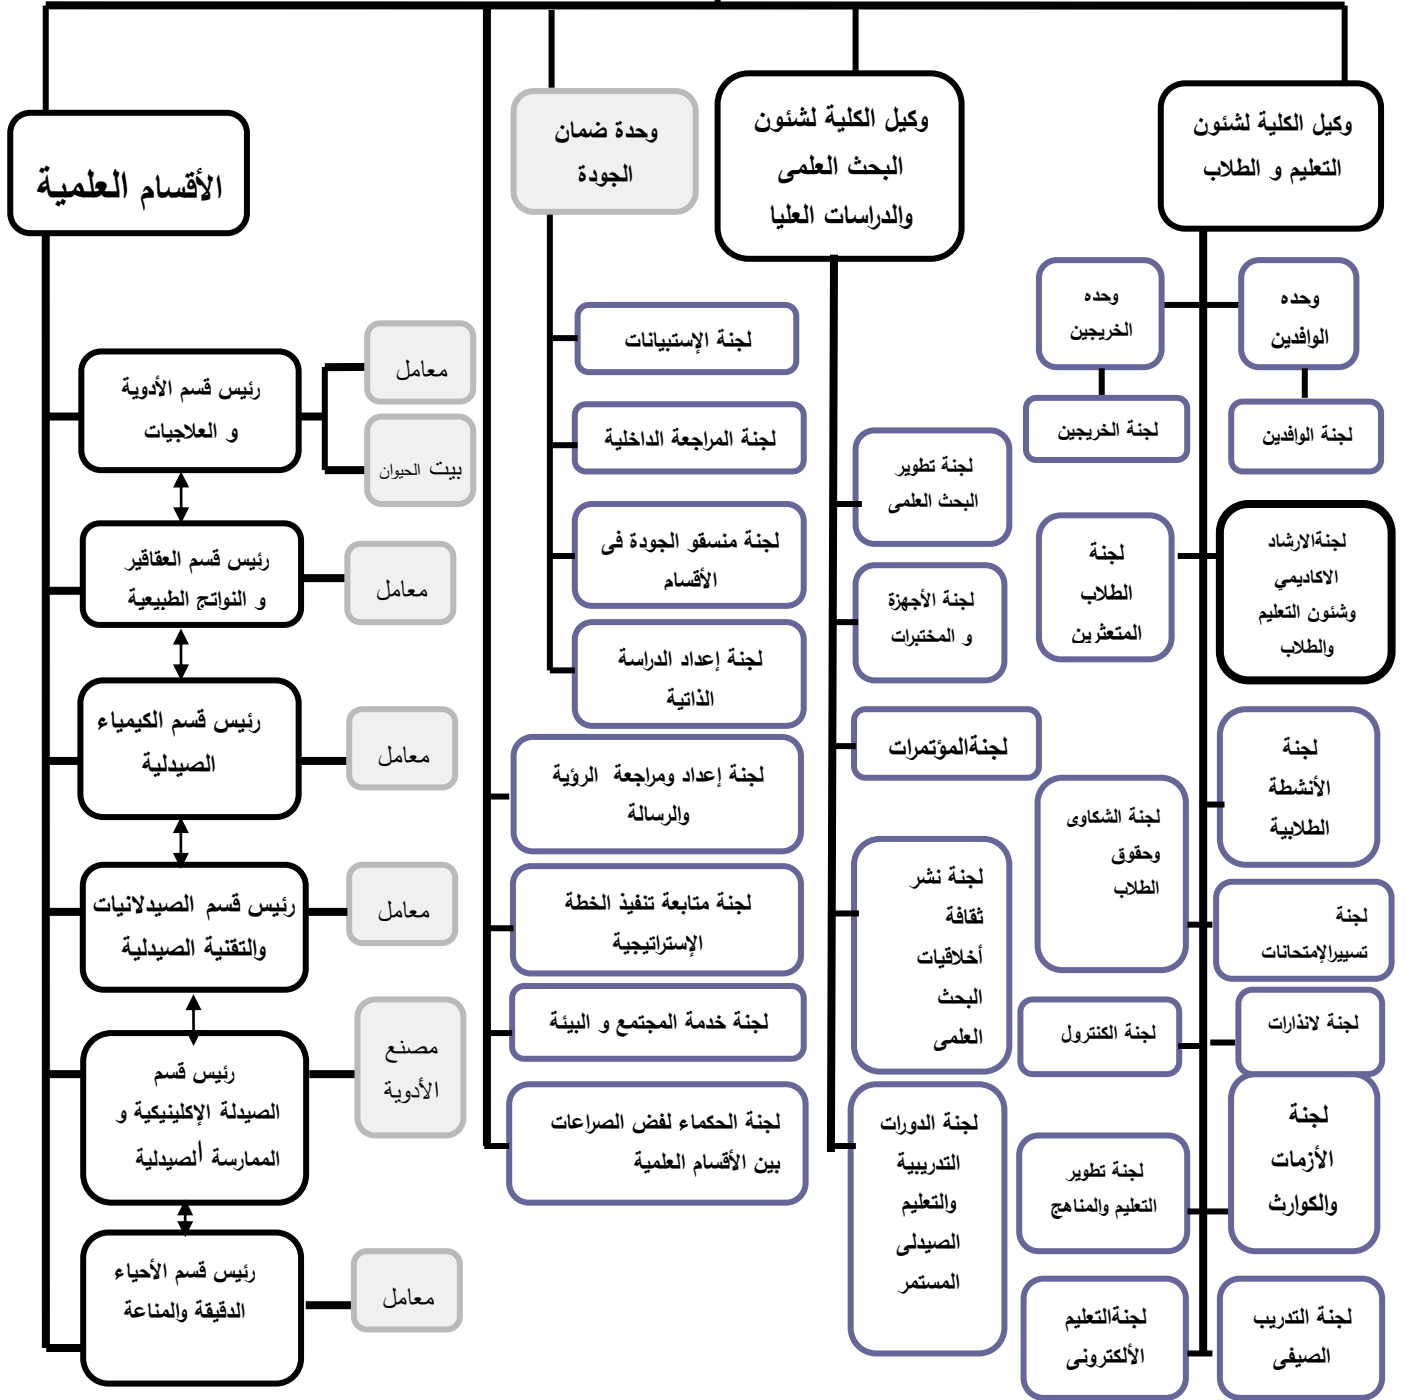 وكيل الكلية لشئون
التعليم و الطلاب
وحده
الوافدين
وحده
الخريجين
لجنة الوافدين
لجنة الخريجين
لجنةالارشاد
الاكاديمي
وشئون التعليم
والطلاب
لجنة
الطلاب
المتعثرين
لجنة
الأنشطة
الطلابية
لجنة الشكاوى
وحقوق
الطلاب
لجنة
تسييرالإمتحانات
لجنة لانذارات
لجنة الكنترول
لجنة
الأزمات
والكوارث
لجنة تطوير
التعليم والمناهج
لجنة التدريب
الصيفى
لجنةالتعليم
الألكترونى
وكيل الكلية لشئون
البحث العلمى
والدراسات العليا
لجنة تطوير
البحث العلمى
لجنة الأجهزة
و المختبرات
لجنةالمؤتمرات
لجنة نشر
ثقافة
أخلاقيات
البحث
العلمى
لجنة الدورات
التدريبية
والتعليم
الصيدلى
المستمر
وحدة ضمان
الجودة
لجنة الإستبيانات
لجنة المراجعة الداخلية
لجنة منسقو الجودة فى
الأقسام
لجنة إعداد الدراسة
الذاتية
لجنة إعداد ومراجعة الرؤية
والرسالة
لجنة متابعة تنفيذ الخطة
الإستراتيجية
لجنة خدمة المجتمع و البيئة
لجنة الحكماء لفض الصراعات
بين الأقسام العلمية
الأقسام العلمية
رئيس قسم الأدوية
و العلاجيات
معامل
بيت الحيوان
رئيس قسم العقاقير
و النواتج الطبيعية
معامل
رئيس قسم الكيمياء
الصيدلية
معامل
رئيس قسم الصيدلانيات
والتقنية الصيدلية
معامل
رئيس قسم
الصيدلة الإكلينيكية و
الممارسة ألصيدلية
مصنع
الأدوية
رئيس قسم الأحياء
الدقيقة والمناعة
معامل